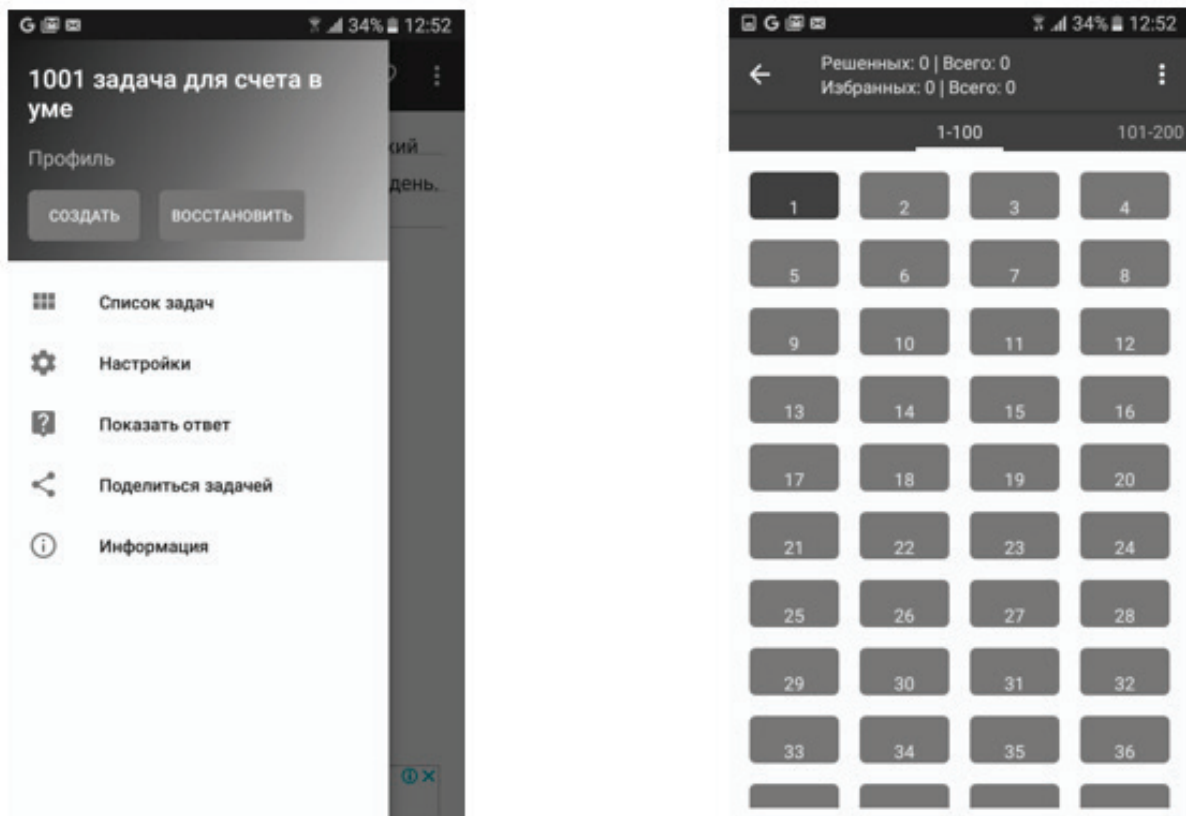 34% 12:52
1001 задача для счета в
уме
Профиль
СОЗДАТЬ ВОССТАНОВИТЬ
кий
день.
Список задач
Настройки
Показать ответ
Поделиться задачей
Информация
G 34% 12:52
Решенных: 0 | Всего: 0
Избранных: 0 | Всего: 0
1-100 101-200
1 2 3 4
5 6 7 8
9 10 11 12
13 14 15 16
17 18 19 20
21 22 23 24
25 26 27 28
29 30 31 32
33 34 35 36